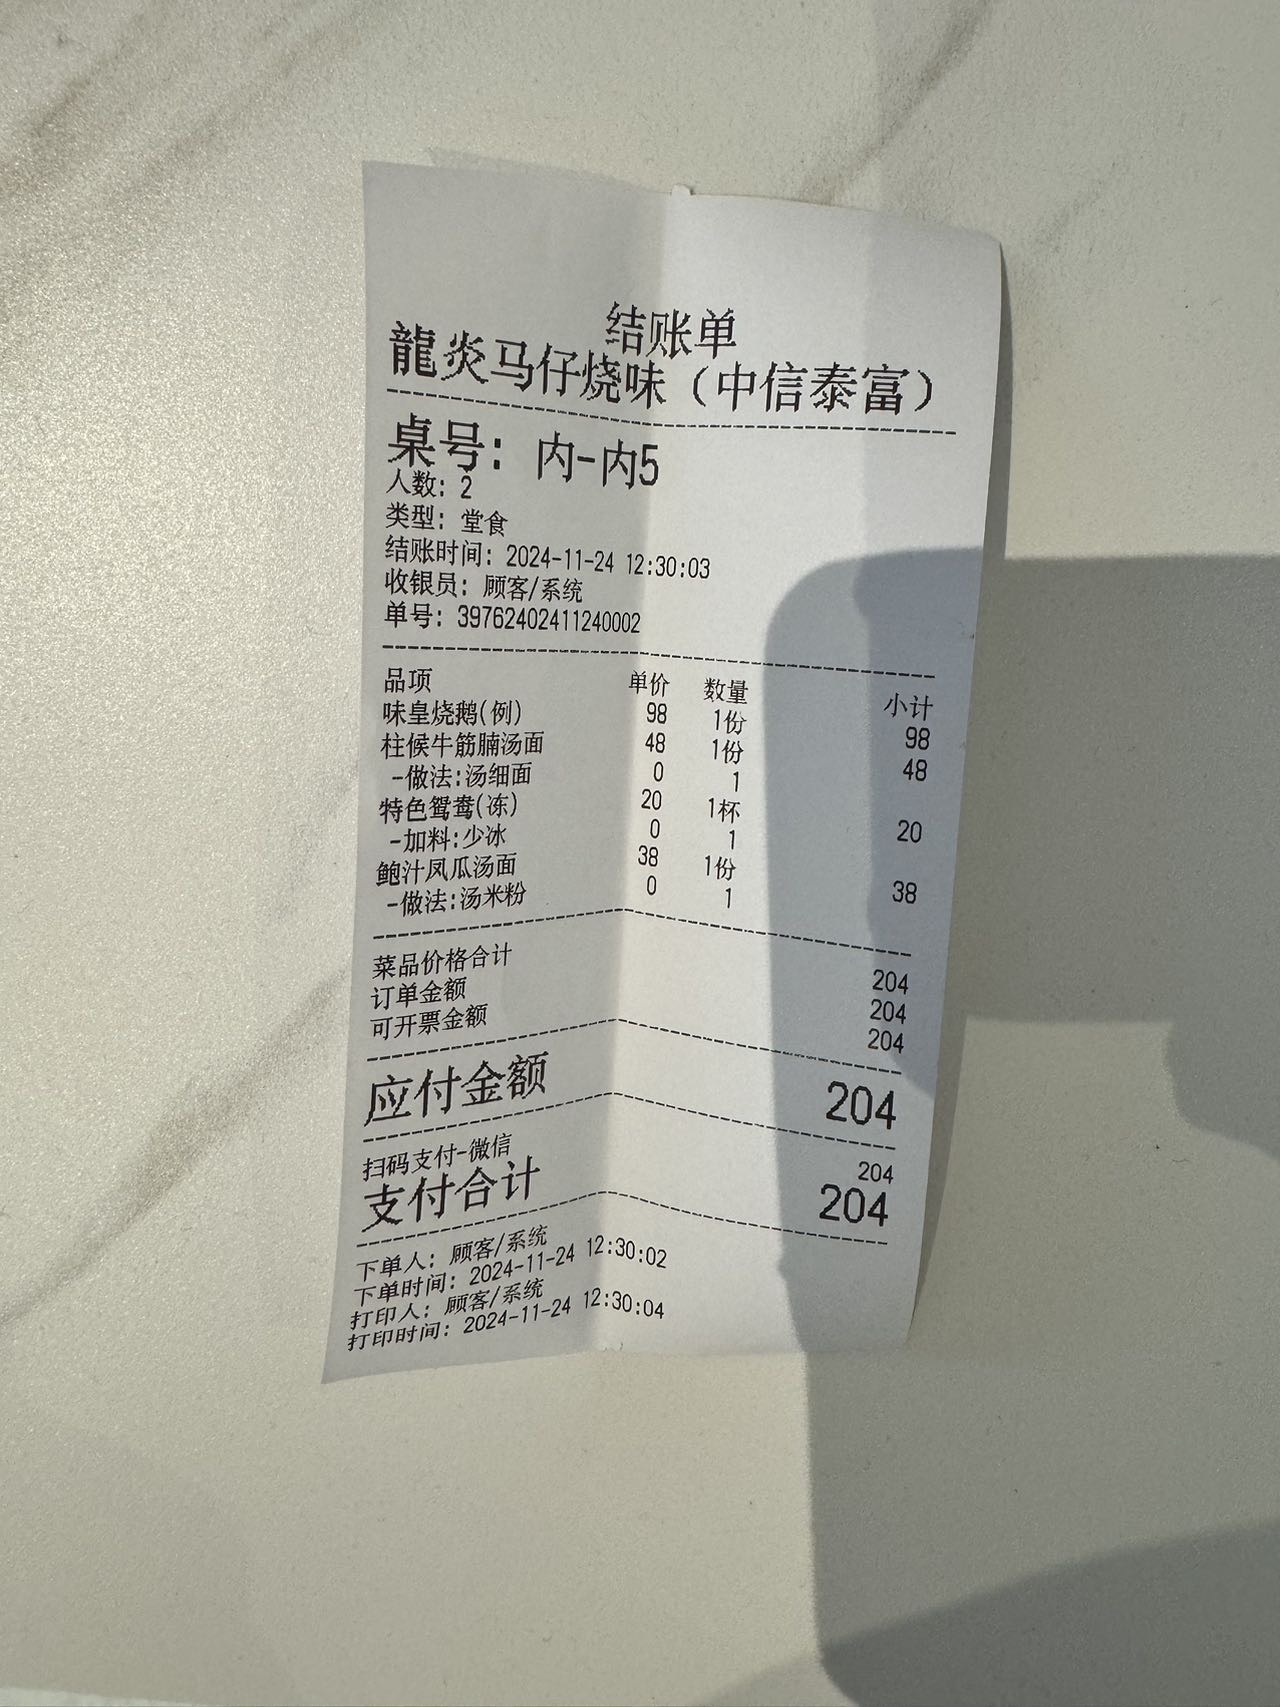 结账单
龍炎马仔烧味（中信泰富）
桌号: 内-内5
人数: 2
类型: 堂食
结账时间: 2024-11-24 12:30:03
收银员: 顾客/系统
单号: 39762402411240002
品项 单价 数量 小计
味皇烧鹅(例) 98 1份 98
柱候牛筋腩汤面 48 1份 48
-做法:汤细面 0 1
特色鸳鸯(冻) 20 1杯 20
-加料:少冰 0 1
鲍汁凤瓜汤面 38 1份 38
-做法:汤米粉 0 1
菜品价格合计 204
订单金额 204
可开票金额 204
应付金额 204
扫码支付-微信 204
支付合计 204
下单人: 顾客/系统
下单时间: 2024-11-24 12:30:02
打印人: 顾客/系统
打印时间: 2024-11-24 12:30:04